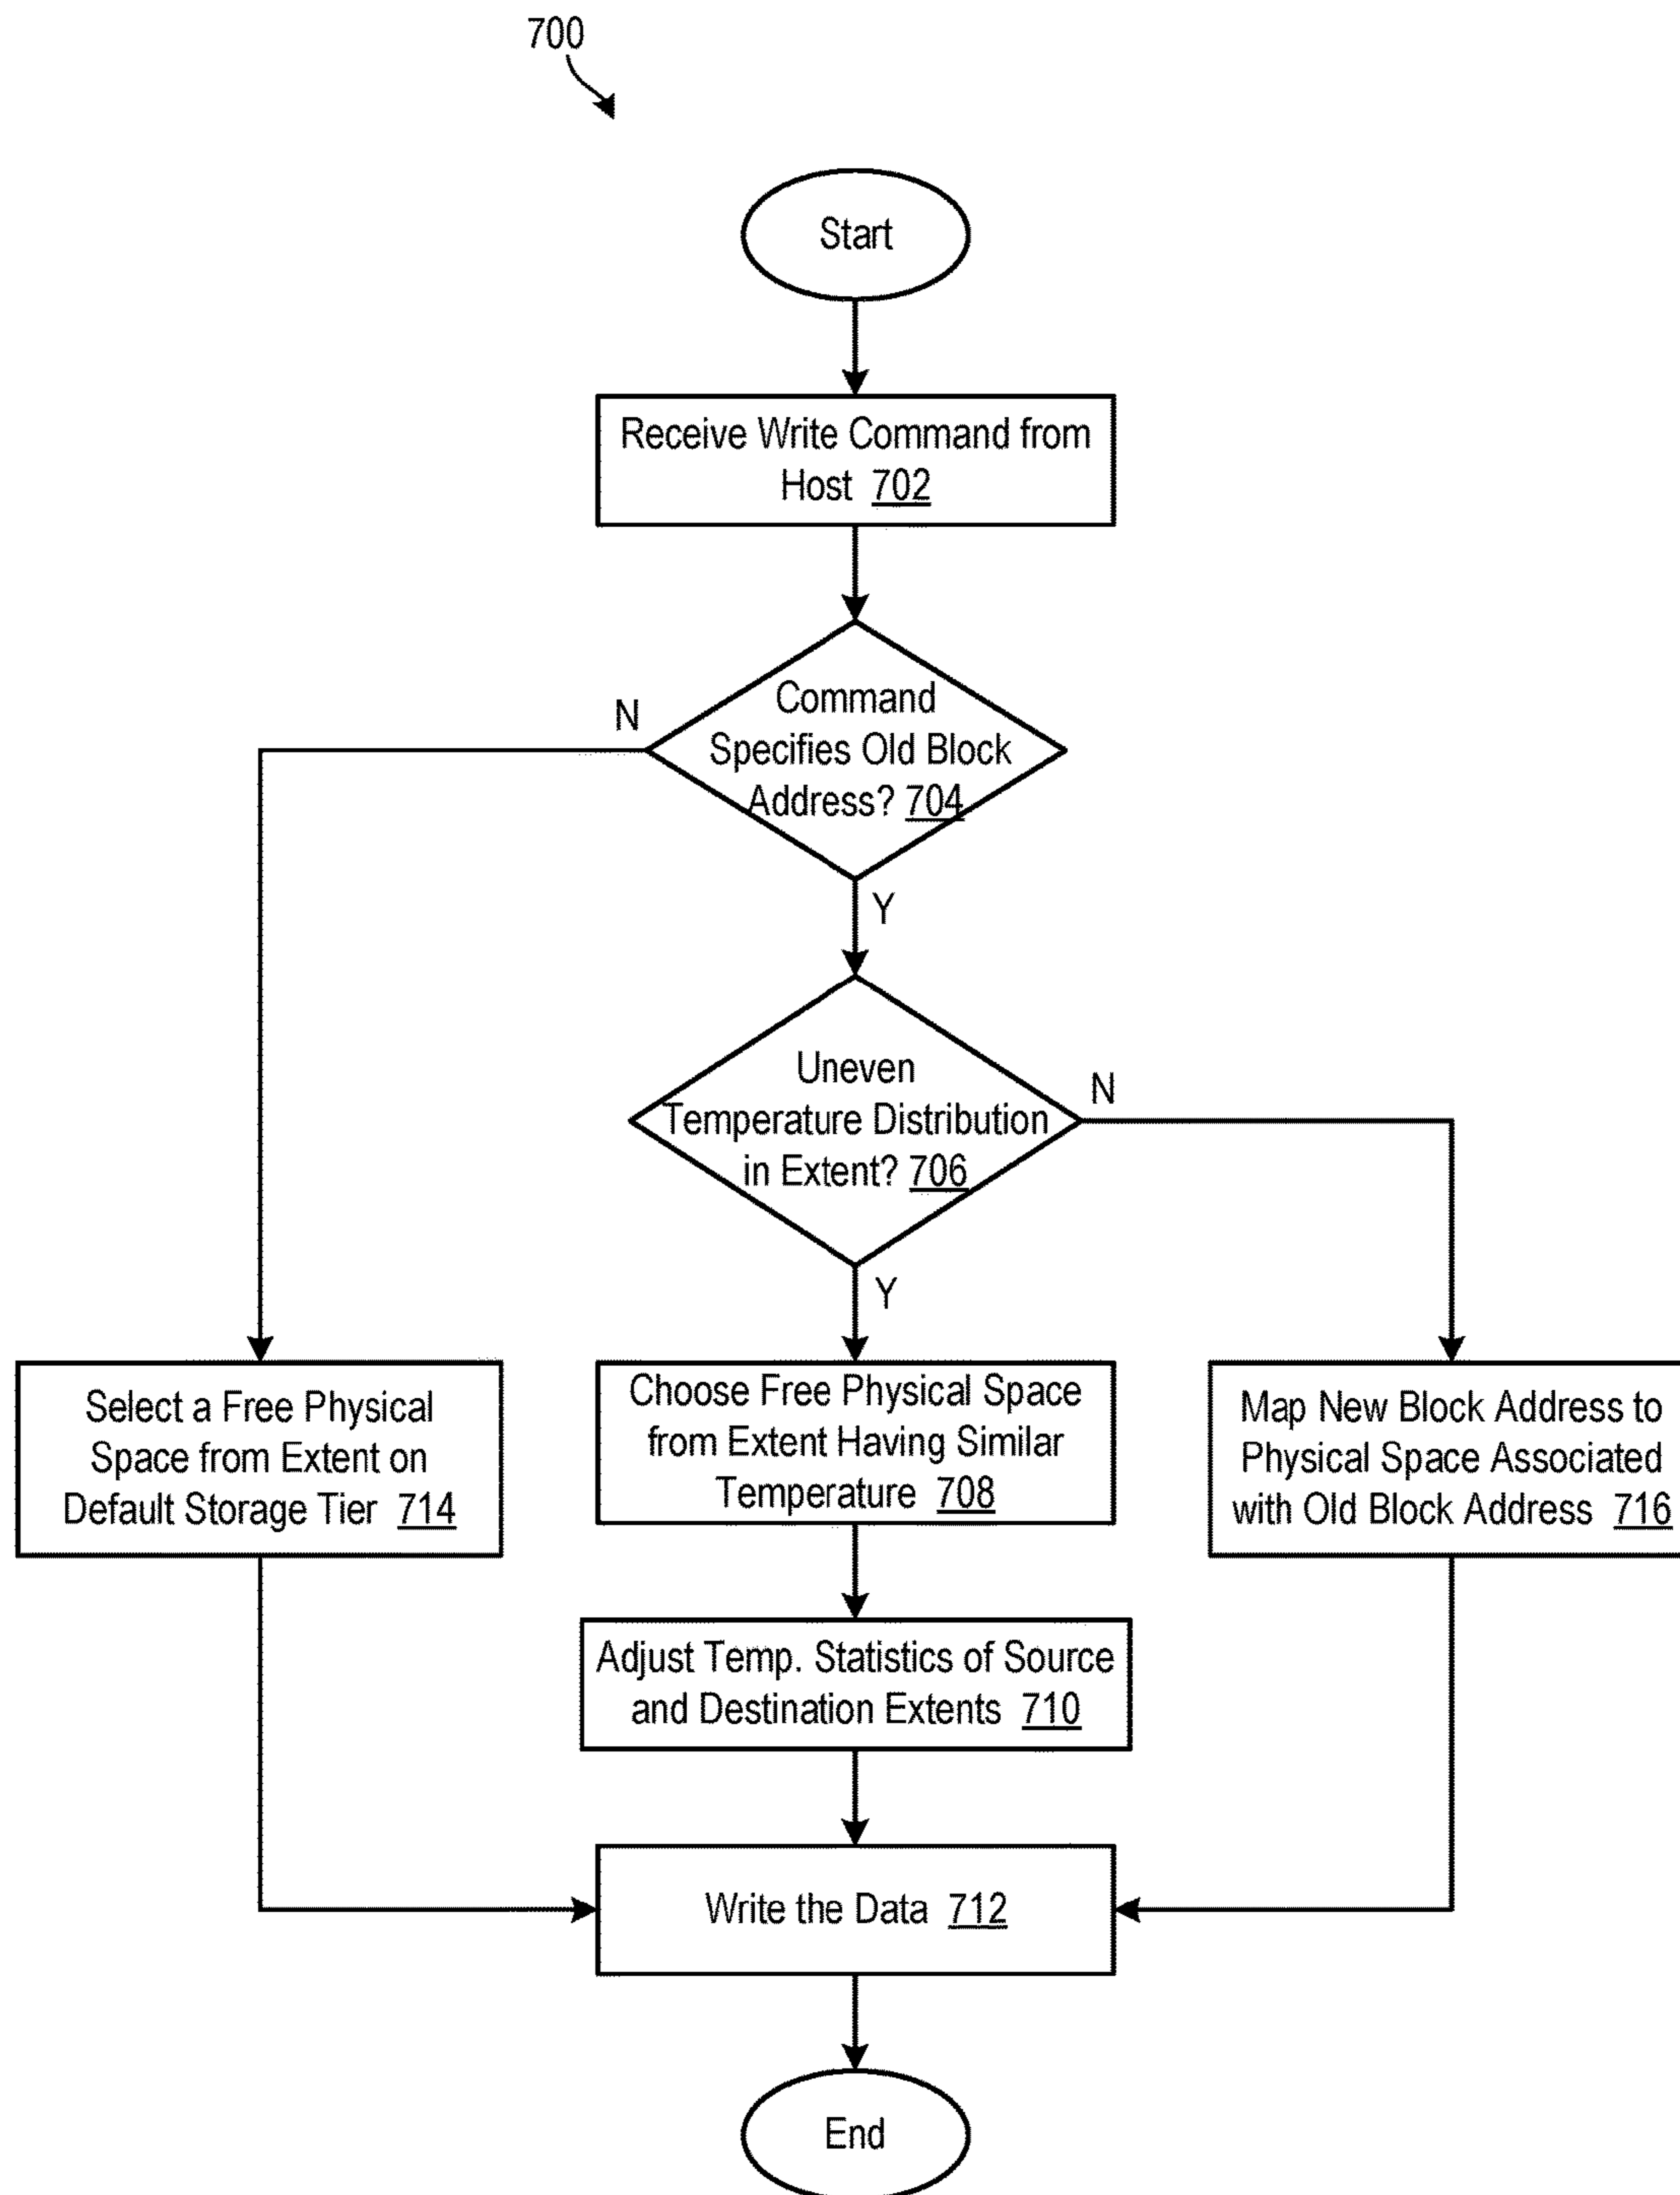 700
Start
Receive Write Command from
Host 702
Command
Specifies Old Block
Address? 704
N
Y
Uneven
Temperature Distribution
in Extent? 706
N
Y
Select a Free Physical
Space from Extent on
Default Storage Tier 714
Choose Free Physical Space
from Extent Having Similar
Temperature 708
Map New Block Address to
Physical Space Associated
with Old Block Address 716
Adjust Temp. Statistics of Source
and Destination Extents 710
Write the Data 712
End